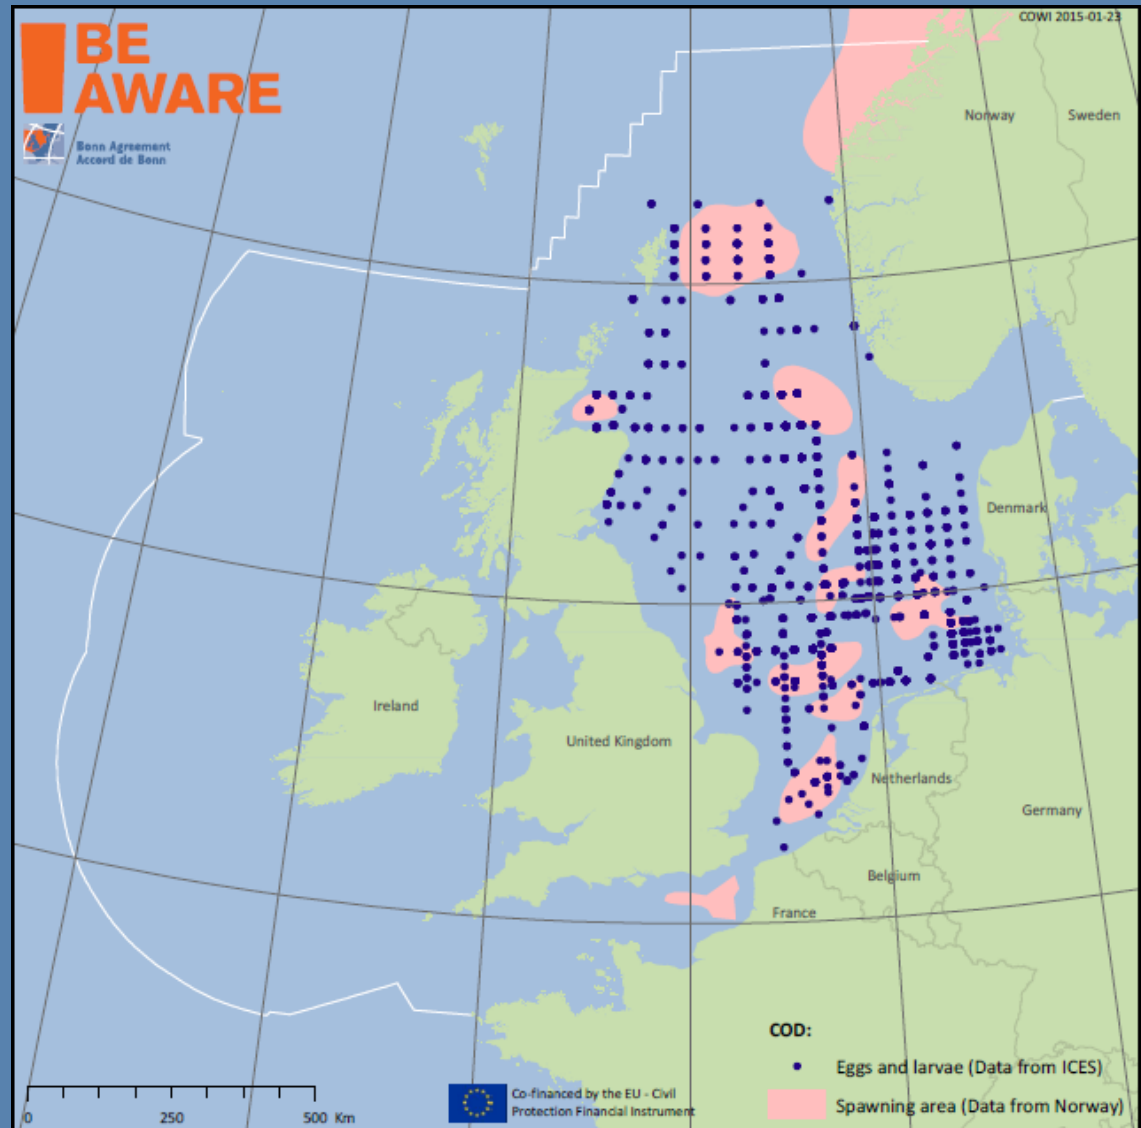 COWI 2015-01-23
BE
AWARE
Bonn Agreement
Accord de Bonn
Norway
Sweden
Denmark
Ireland
United Kingdom
Netherlands
Germany
Belgium
France
COD:
Eggs and larvae (Data from ICES)
Spawning area (Data from Norway)
0 250 500 Km
Co-financed by the EU - Civil
Protection Financial Instrument